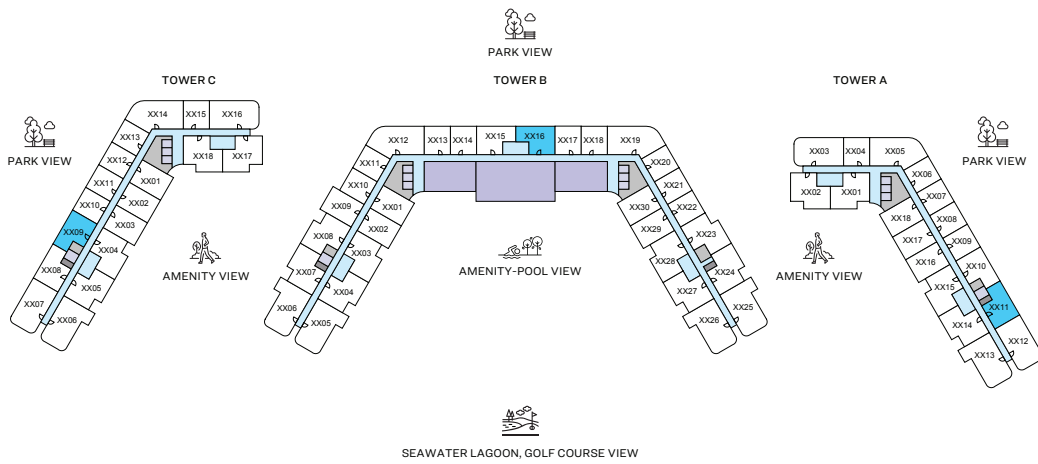 PARK VIEW
TOWER C
TOWER B
TOWER A
PARK VIEW
PARK VIEW
XX14
XX15
XX16
XX13
XX12
XX11
XX10
XX09
XX08
XX07
XX06
XX05
XX04
XX03
XX02
XX01
XX18
XX17
AMENITY VIEW
XX12
XX13
XX14
XX15
XX16
XX17
XX18
XX19
XX11
XX10
XX09
XX08
XX07
XX06
XX05
XX04
XX03
XX02
XX01
XX20
XX21
XX22
XX23
XX24
XX25
XX26
XX27
XX28
XX29
XX30
AMENITY-POOL VIEW
AMENITY VIEW
XX03
XX04
XX05
XX02
XX01
XX06
XX07
XX08
XX09
XX10
XX11
XX12
XX13
XX14
XX15
XX16
XX17
XX18
SEAWATER LAGOON, GOLF COURSE VIEW